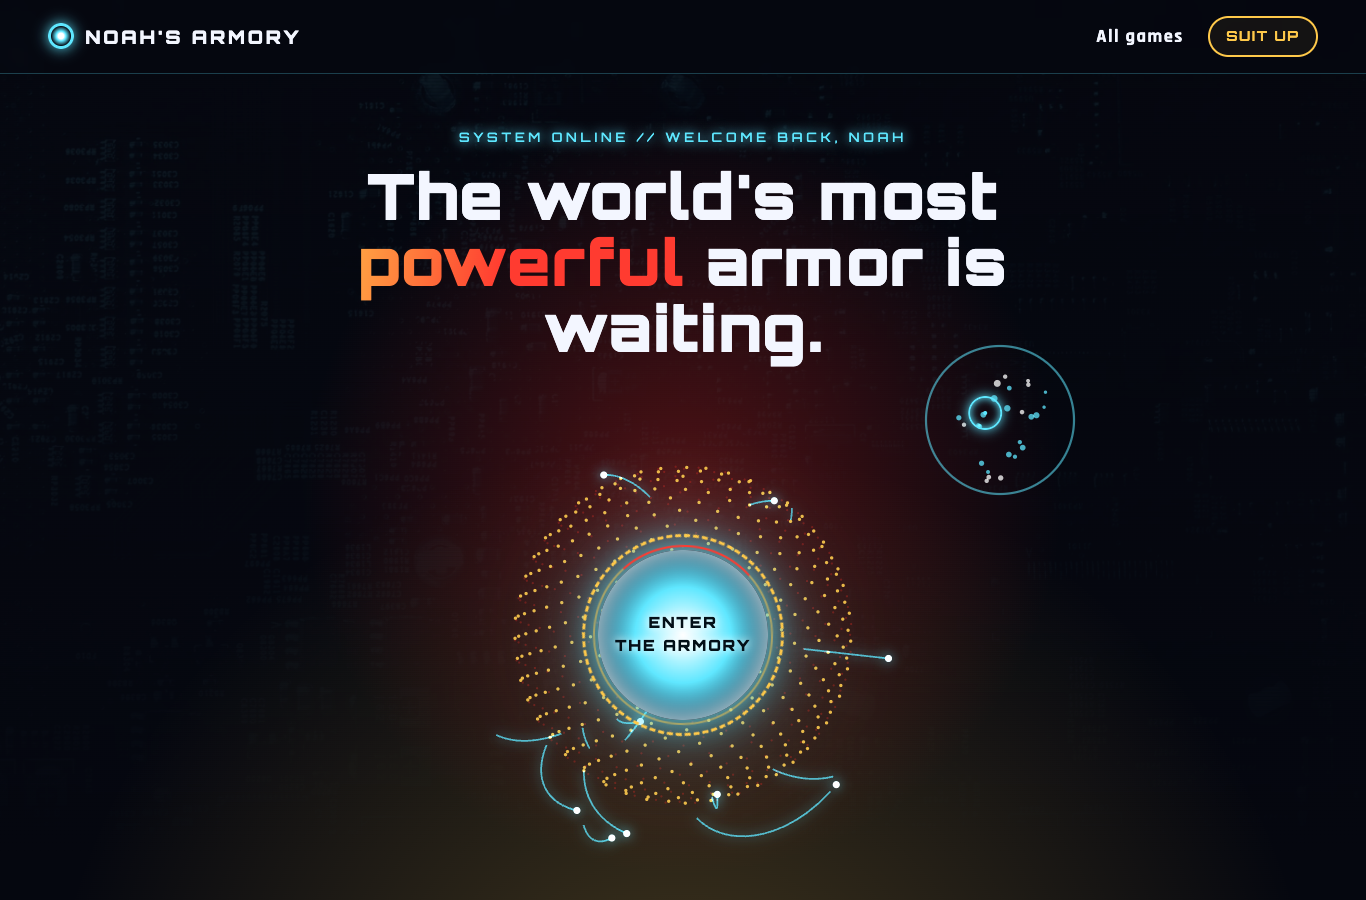 NOAH'S ARMORY
All games
SUIT UP
SYSTEM ONLINE // WELCOME BACK, NOAH
The world's most
powerful armor is
waiting.
ENTER
THE ARMORY